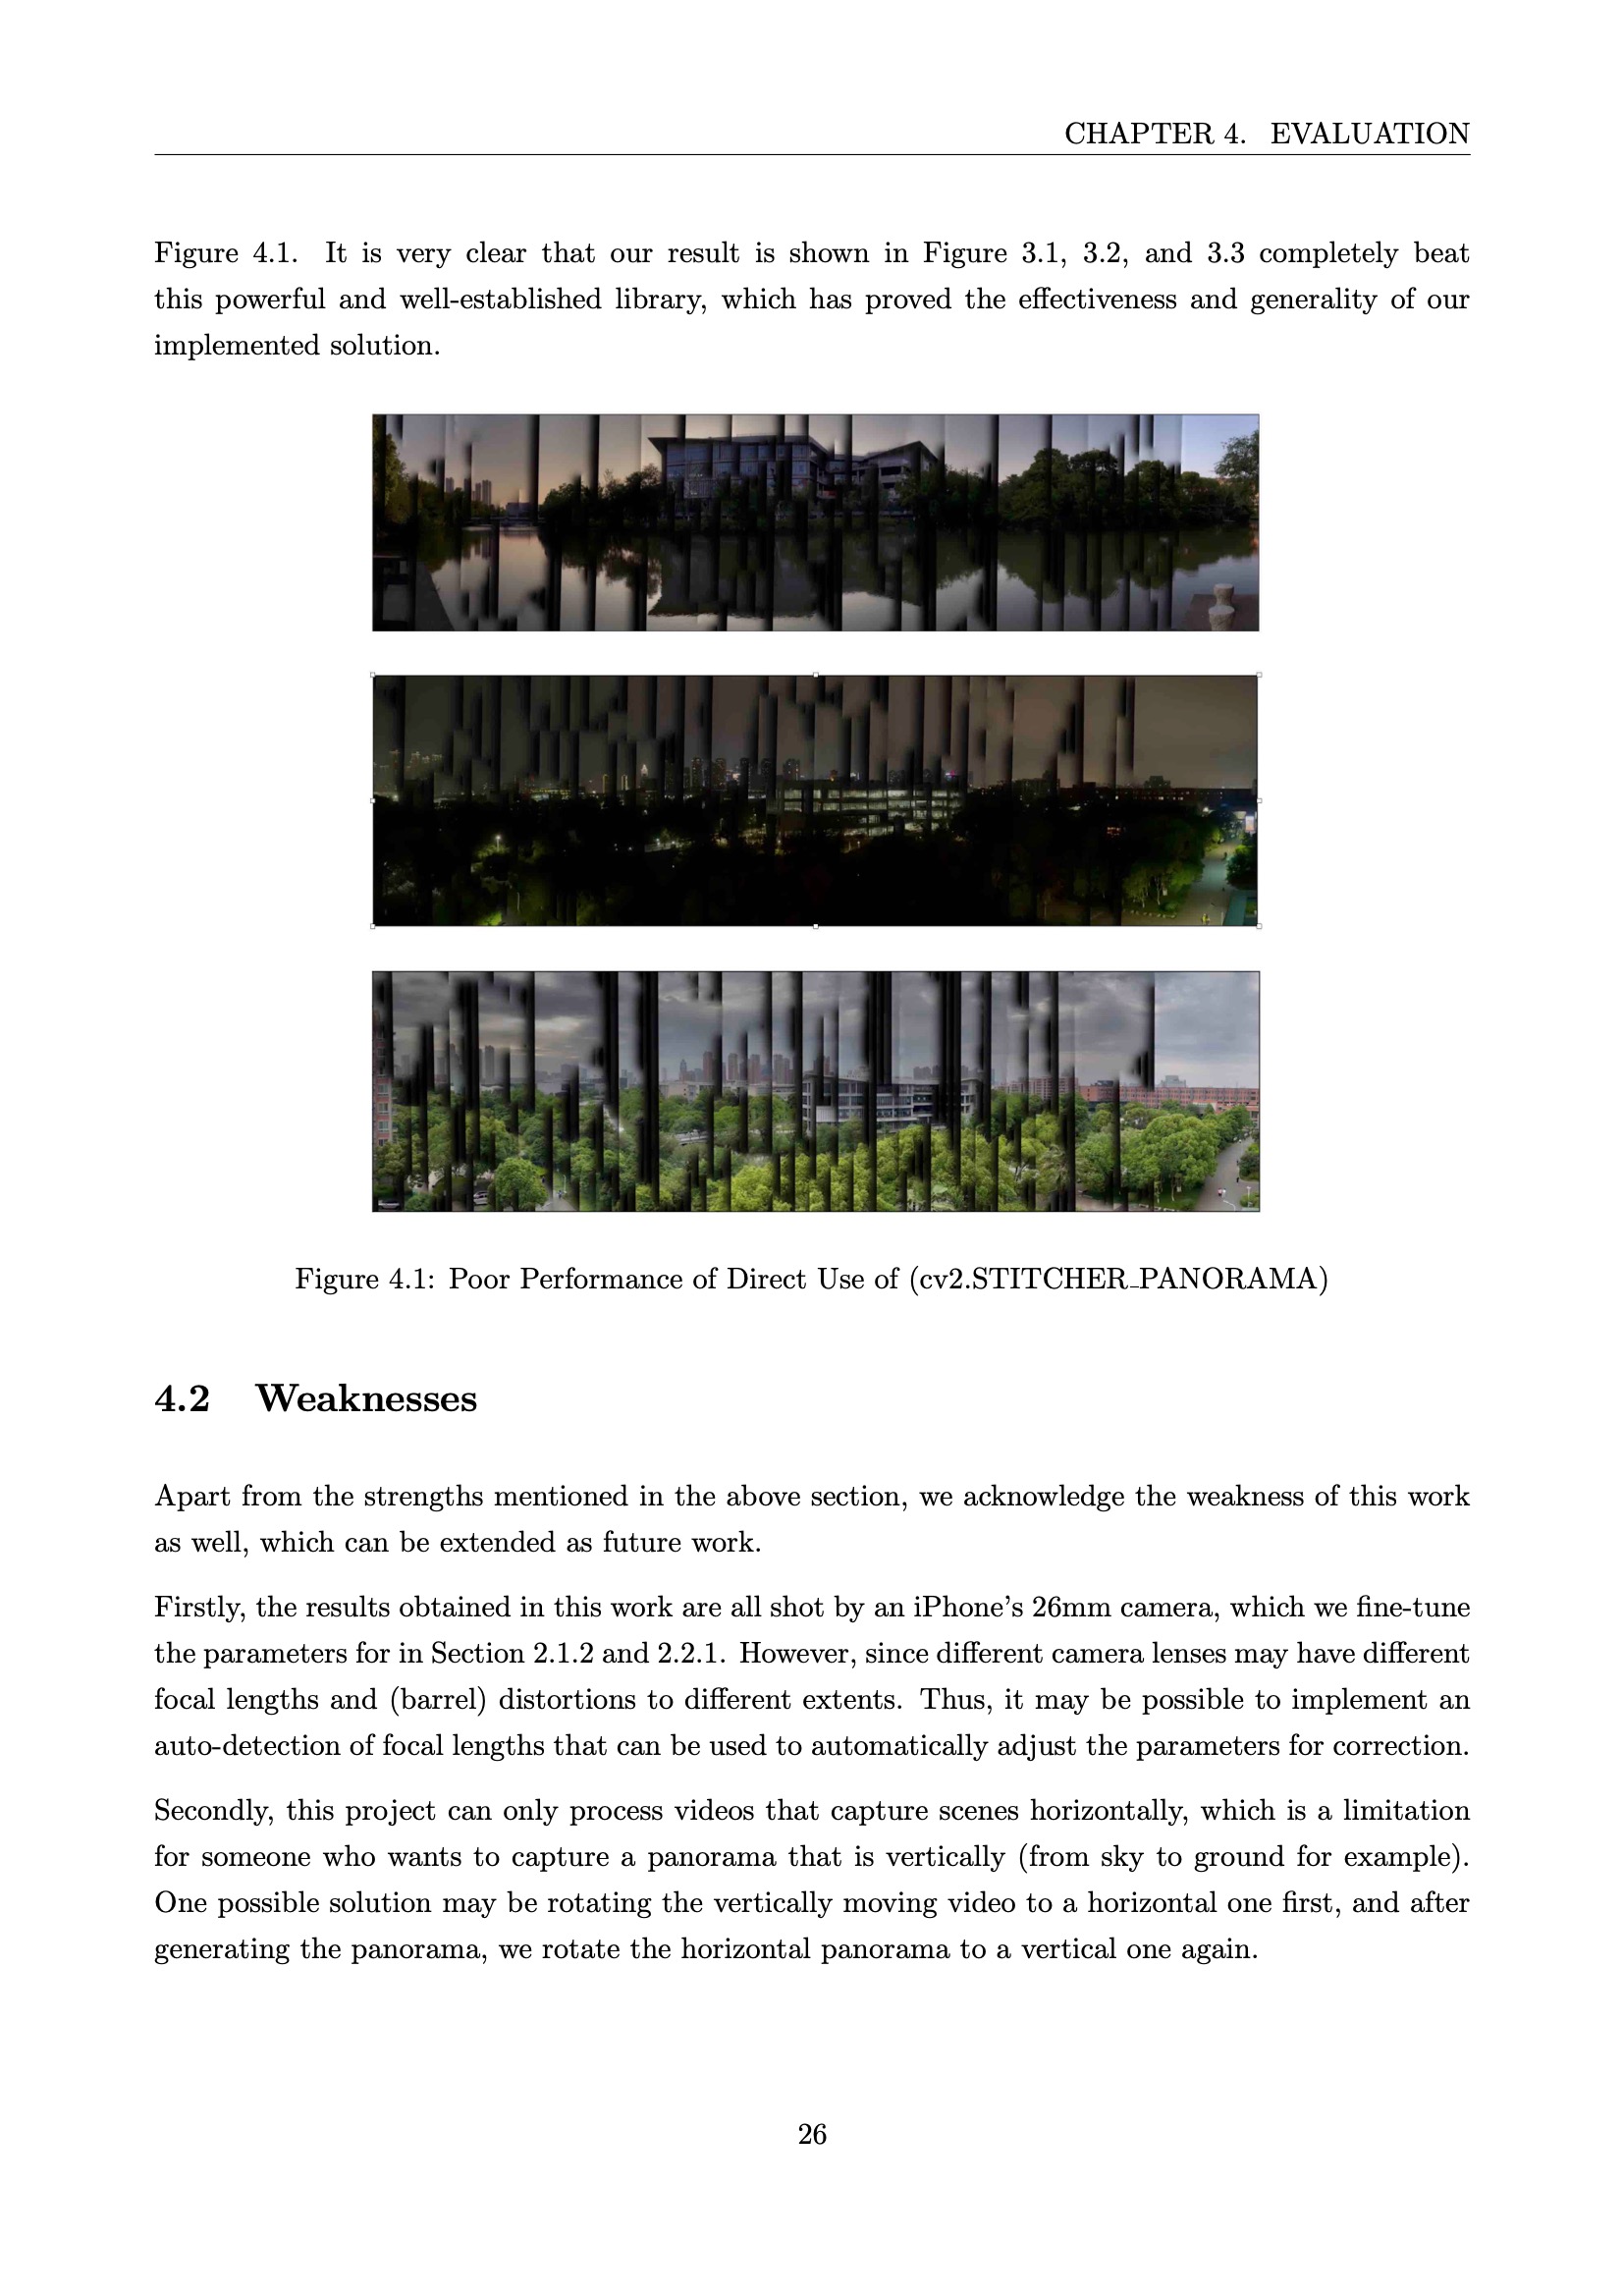 CHAPTER 4. EVALUATION
Figure 4.1. It is very clear that our result is shown in Figure 3.1, 3.2, and 3.3 completely beat
this powerful and well-established library, which has proved the effectiveness and generality of our
implemented solution.
Figure 4.1: Poor Performance of Direct Use of (cv2.STITCHER_PANORAMA)
4.2 Weaknesses
Apart from the strengths mentioned in the above section, we acknowledge the weakness of this work
as well, which can be extended as future work.
Firstly, the results obtained in this work are all shot by an iPhone’s 26mm camera, which we fine-tune
the parameters for in Section 2.1.2 and 2.2.1. However, since different camera lenses may have different
focal lengths and (barrel) distortions to different extents. Thus, it may be possible to implement an
auto-detection of focal lengths that can be used to automatically adjust the parameters for correction.
Secondly, this project can only process videos that capture scenes horizontally, which is a limitation
for someone who wants to capture a panorama that is vertically (from sky to ground for example).
One possible solution may be rotating the vertically moving video to a horizontal one first, and after
generating the panorama, we rotate the horizontal panorama to a vertical one again.
26